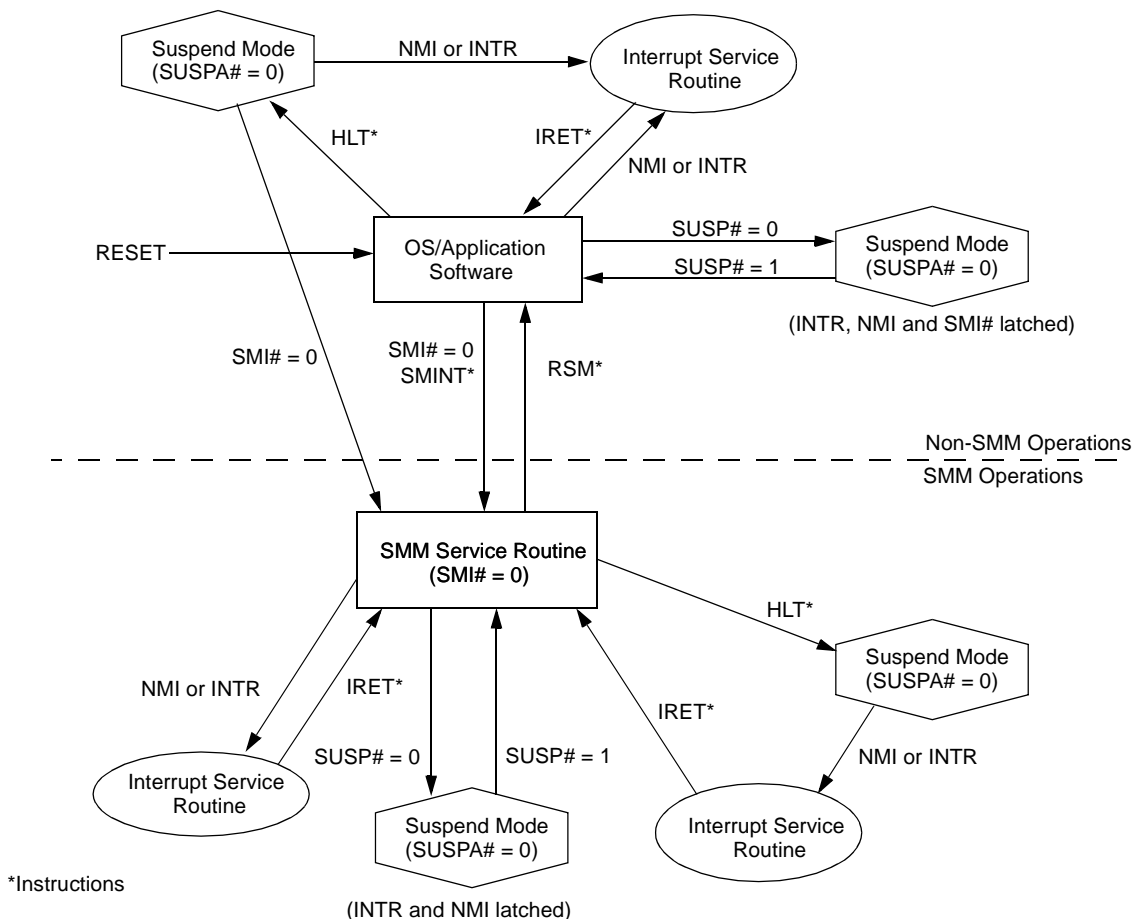 Suspend Mode
(SUSPA# = 0)
NMI or INTR
Interrupt Service
Routine
HLT*
IRET*
NMI or INTR
RESET
OS/Application
Software
SUSP# = 0
SUSP# = 1
Suspend Mode
(SUSPA# = 0)
(INTR, NMI and SMI# latched)
SMI# = 0
SMI# = 0
SMINT*
RSM*
Non-SMM Operations
SMM Operations
SMM Service Routine
(SMI# = 0)
HLT*
Suspend Mode
(SUSPA# = 0)
NMI or INTR
IRET*
IRET*
SUSP# = 0
SUSP# = 1
NMI or INTR
Interrupt Service
Routine
Suspend Mode
(SUSPA# = 0)
Interrupt Service
Routine
*Instructions
(INTR and NMI latched)